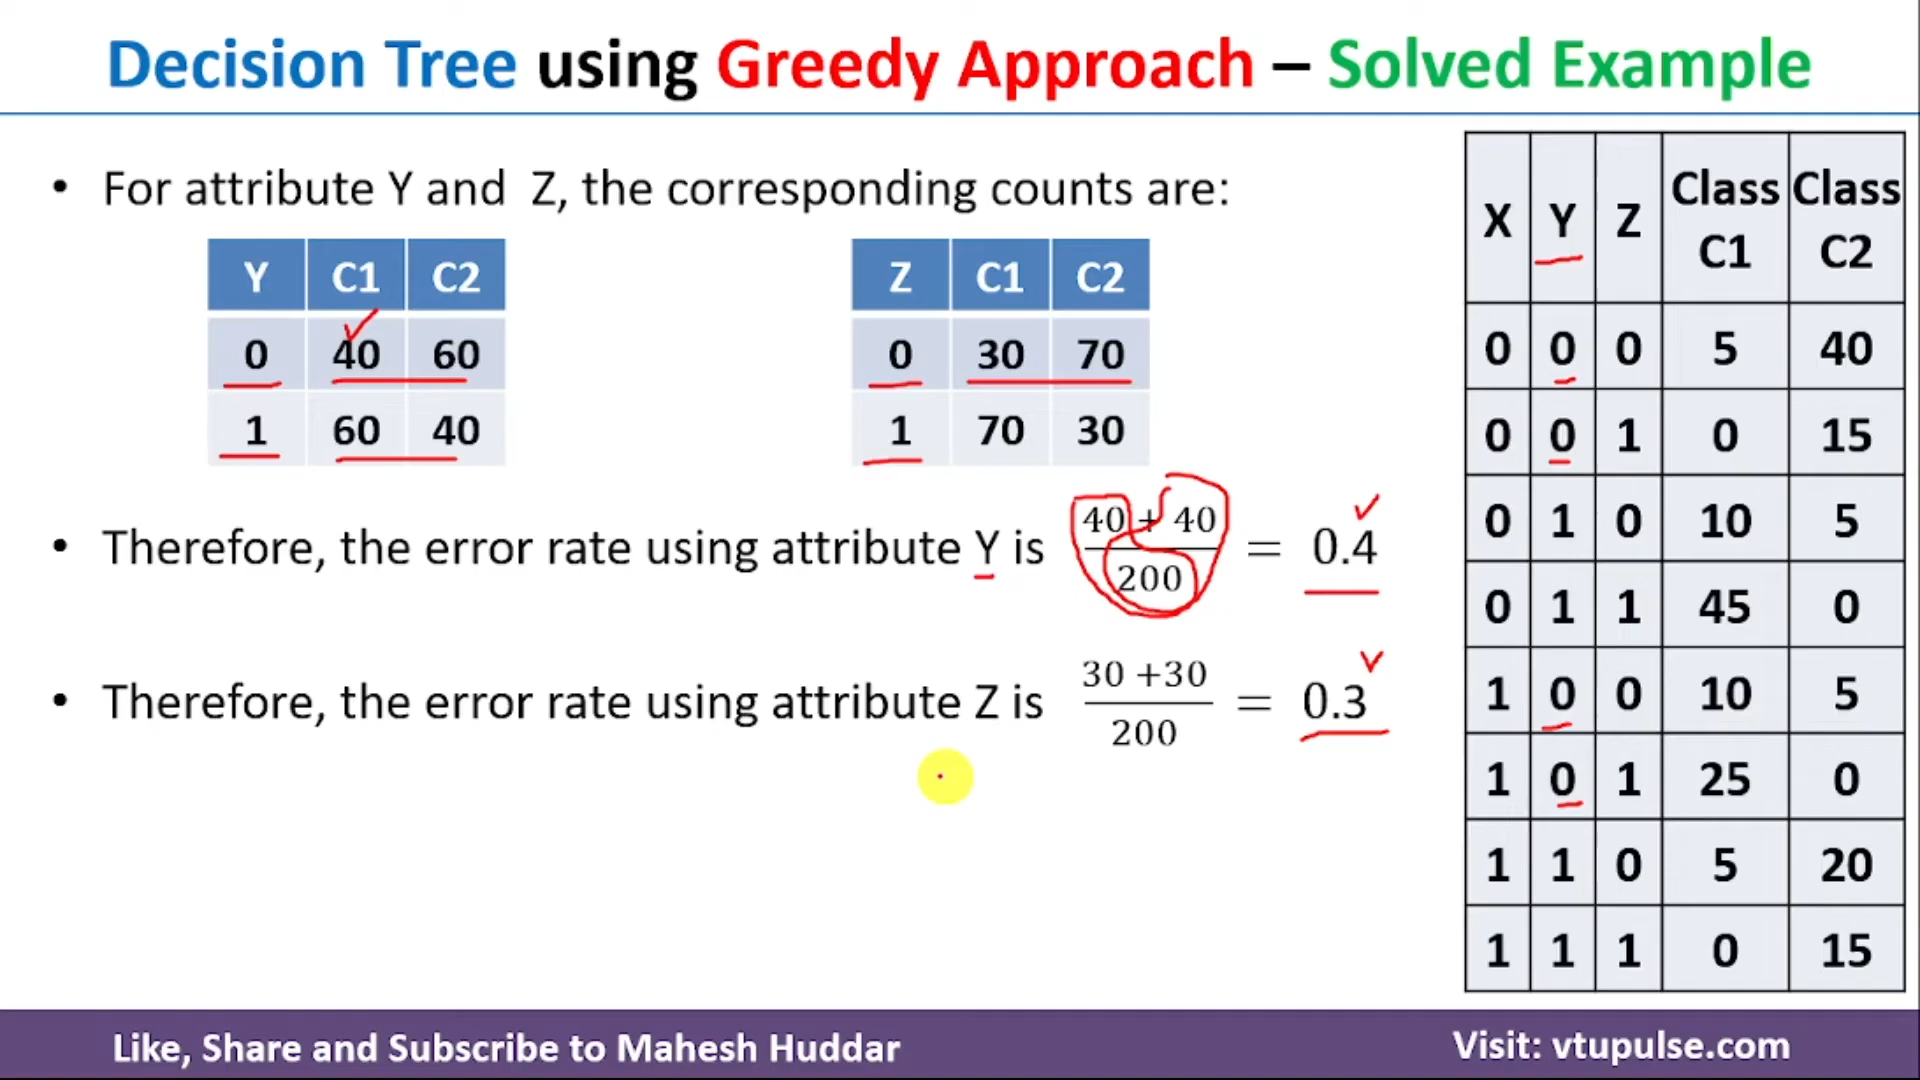 Decision Tree using Greedy Approach – Solved Example
• For attribute Y and Z, the corresponding counts are:
Y C1 C2
0 40 60
1 60 40
Z C1 C2
0 30 70
1 70 30
• Therefore, the error rate using attribute Y is 40 + 40 / 200 = 0.4
• Therefore, the error rate using attribute Z is 30 +30 / 200 = 0.3
X Y Z Class C1 Class C2
0 0 0 5 40
0 0 1 0 15
0 1 0 10 5
0 1 1 45 0
1 0 0 10 5
1 0 1 25 0
1 1 0 5 20
1 1 1 0 15
Like, Share and Subscribe to Mahesh Huddar
Visit: vtupulse.com